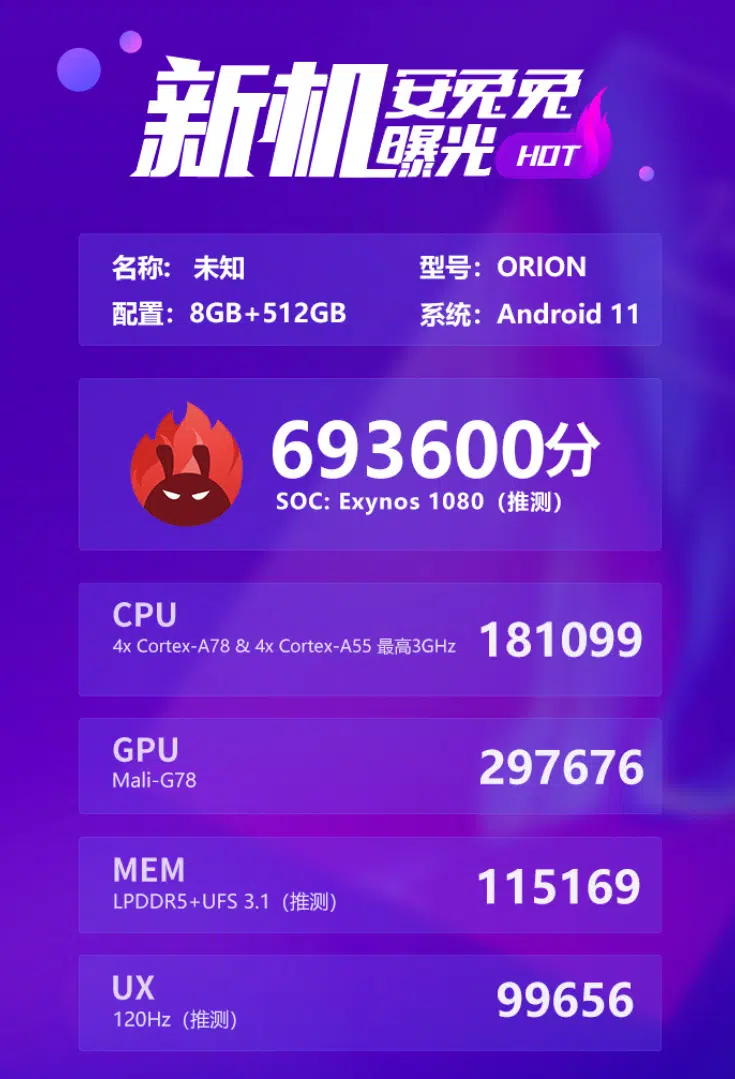 新机 安兔兔
曝光 HOT
名称: 未知
型号: ORION
配置: 8GB+512GB
系统: Android 11
693600分
SOC: Exynos 1080（推测）
CPU
4x Cortex-A78 & 4x Cortex-A55 最高3GHz
181099
GPU
Mali-G78
297676
MEM
LPDDR5+UFS 3.1（推测）
115169
UX
120Hz（推测）
99656